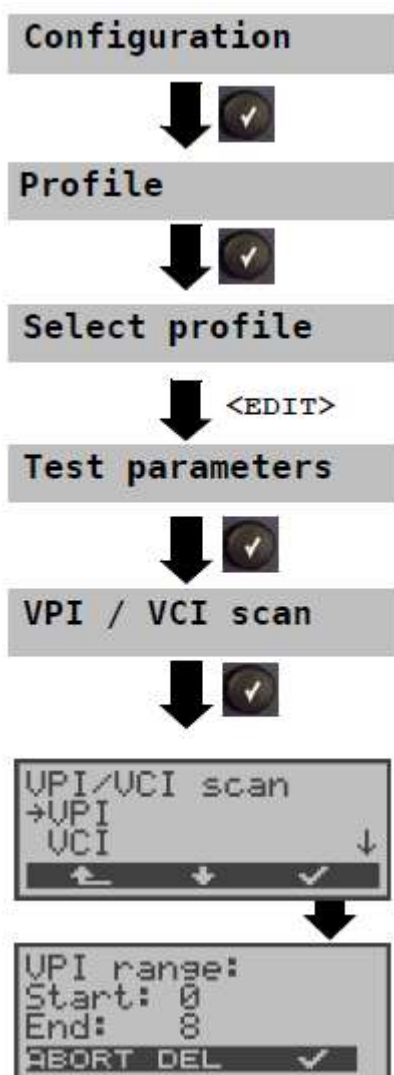 Configuration
Profile
Select profile
<EDIT>
Test parameters
VPI / VCI scan
VPI/VCI scan
→VPI
VCI ↓
VPI range:
Start: 0
End: 8
ABORT DEL ✓